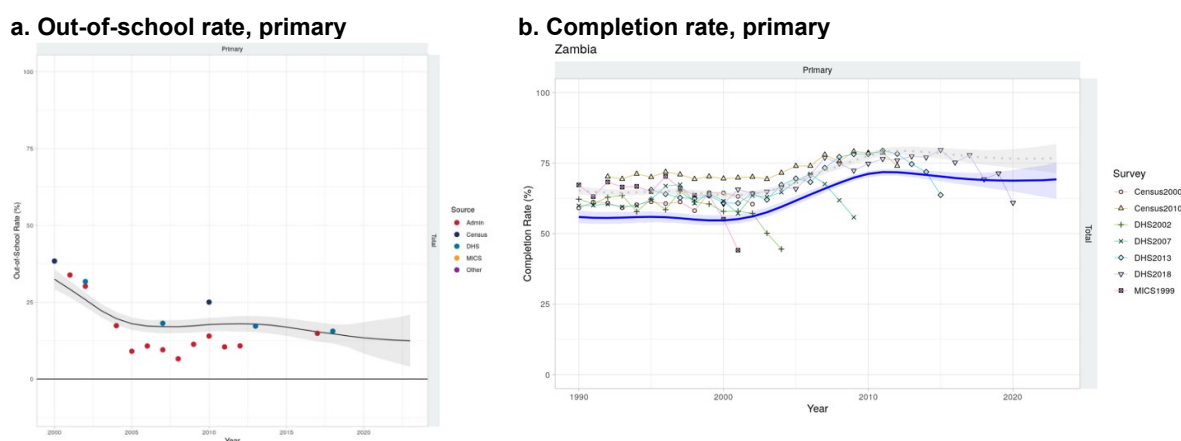 a. Out-of-school rate, primary
Primary
100
75
50
25
0
Out-of-School Rate (%)
2000
2005
2010
2015
2020
Year
Total
Source
Admin
Census
DHS
MICS
Other
b. Completion rate, primary
Zambia
Primary
100
75
50
25
0
Completion Rate (%)
1990
2000
2010
2020
Year
Total
Survey
Census2000
Census2010
DHS2002
DHS2007
DHS2013
DHS2018
MICS1999